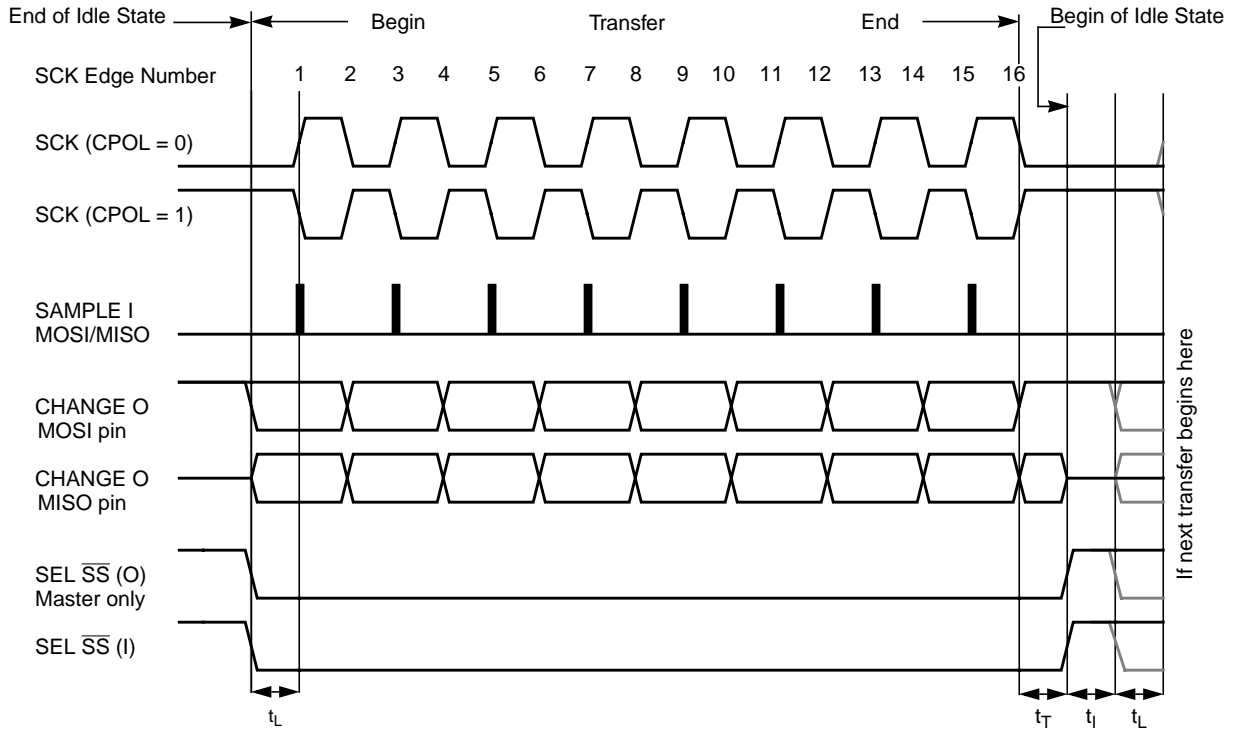 End of Idle State
Begin
Transfer
End
Begin of Idle State
SCK Edge Number
1 2 3 4 5 6 7 8 9 10 11 12 13 14 15 16
SCK (CPOL = 0)
SCK (CPOL = 1)
SAMPLE I
MOSI/MISO
CHANGE O
MOSI pin
CHANGE O
MISO pin
SEL S̅S̅ (O)
Master only
SEL S̅S̅ (I)
If next transfer begins here
tL
tT
tI
tL